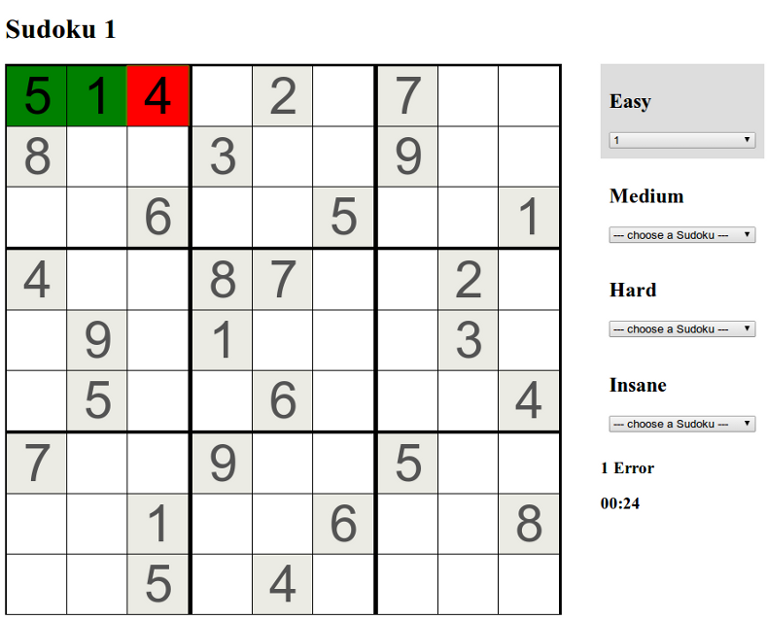 Sudoku 1
5 1 4 2 7
8 3 9
6 5 1
4 8 7 2
9 1 3
5 6 4
7 9 5
1 6 8
5 4
Easy
1
Medium
--- choose a Sudoku ---
Hard
--- choose a Sudoku ---
Insane
--- choose a Sudoku ---
1 Error
00:24